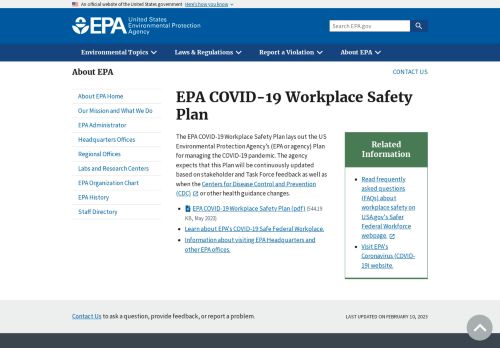 An official website of the United States government Here's how you know
EPA United States
Environmental Protection
Agency
Search EPA.gov
Environmental Topics Laws & Regulations Report a Violation About EPA
About EPA
CONTACT US
About EPA Home
Our Mission and What We Do
EPA Administrator
Headquarters Offices
Regional Offices
Labs and Research Centers
EPA Organization Chart
EPA History
Staff Directory
EPA COVID-19 Workplace Safety
Plan
The EPA COVID-19 Workplace Safety Plan lays out the US
Environmental Protection Agency's (EPA or agency) Plan
for managing the COVID-19 pandemic. The agency
expects that this Plan will be continuously updated
based on stakeholder and Task Force feedback as well as
when the Centers for Disease Control and Prevention
(CDC) or other health guidance changes.
EPA COVID-19 Workplace Safety Plan (pdf) (544.19
KB, May 2023)
Learn about EPA's COVID-19 Safe Federal Workplace.
Information about visiting EPA Headquarters and
other EPA offices.
Related
Information
Read frequently
asked questions
(FAQs) about
workplace safety on
USA.gov's Safer
Federal Workforce
webpage.
Visit EPA's
Coronavirus (COVID-
19) website.
Contact Us to ask a question, provide feedback, or report a problem.
LAST UPDATED ON FEBRUARY 10, 2023